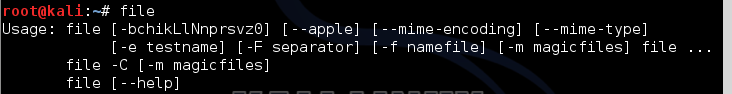 root@kali:~# file
Usage: file [-bchikLlNnprsvz0] [--apple] [--mime-encoding] [--mime-type]
            [-e testname] [-F separator] [-f namefile] [-m magicfiles] file ...
       file -C [-m magicfiles]
       file [--help]